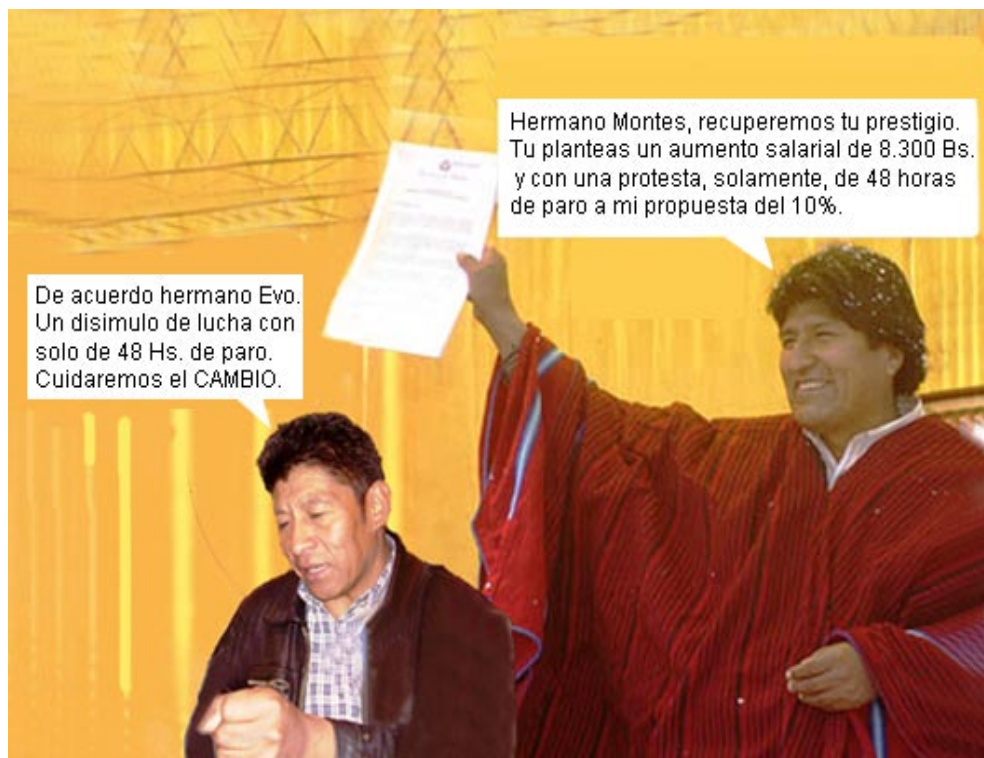 Hermano Montes, recuperemos tu prestigio.
Tu planteas un aumento salarial de 8.300 Bs.
y con una protesta, solamente, de 48 horas
de paro a mi propuesta del 10%.
De acuerdo hermano Evo.
Un disimulo de lucha con
solo de 48 Hs. de paro.
Cuidaremos el CAMBIO.